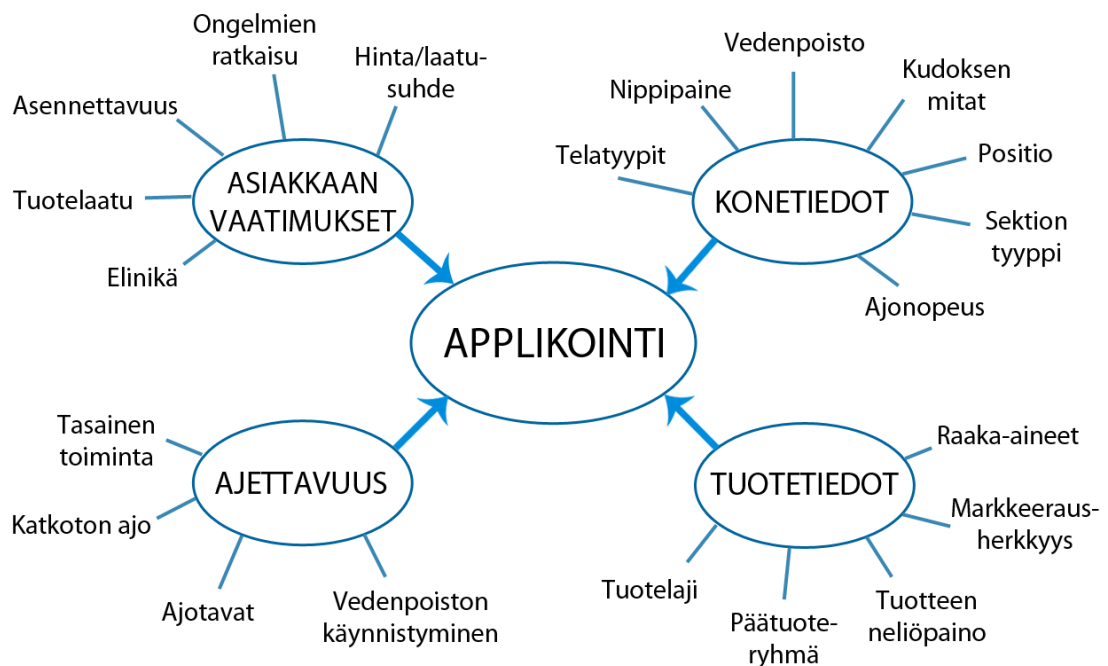 Ongelmien
ratkaisu
Hinta/laatu-
suhde
Asennettavuus
Tuotelaatu
Elinikä
ASIAKKAAN
VAATIMUKSET
Vedenpoisto
Kudoksen
mitat
Nippipaine
Telatyypit
Positio
Sektion
tyyppi
Ajonopeus
KONETIEDOT
APPLIKOINTI
Tasainen
toiminta
Katkoton ajo
Ajotavat
Vedenpoiston
käynnistyminen
AJETTAVUUS
TUOTETIEDOT
Raaka-aineet
Markkeeraus-
herkkyys
Tuotteen
neliöpaino
Päätuote-
ryhmä
Tuotelaji